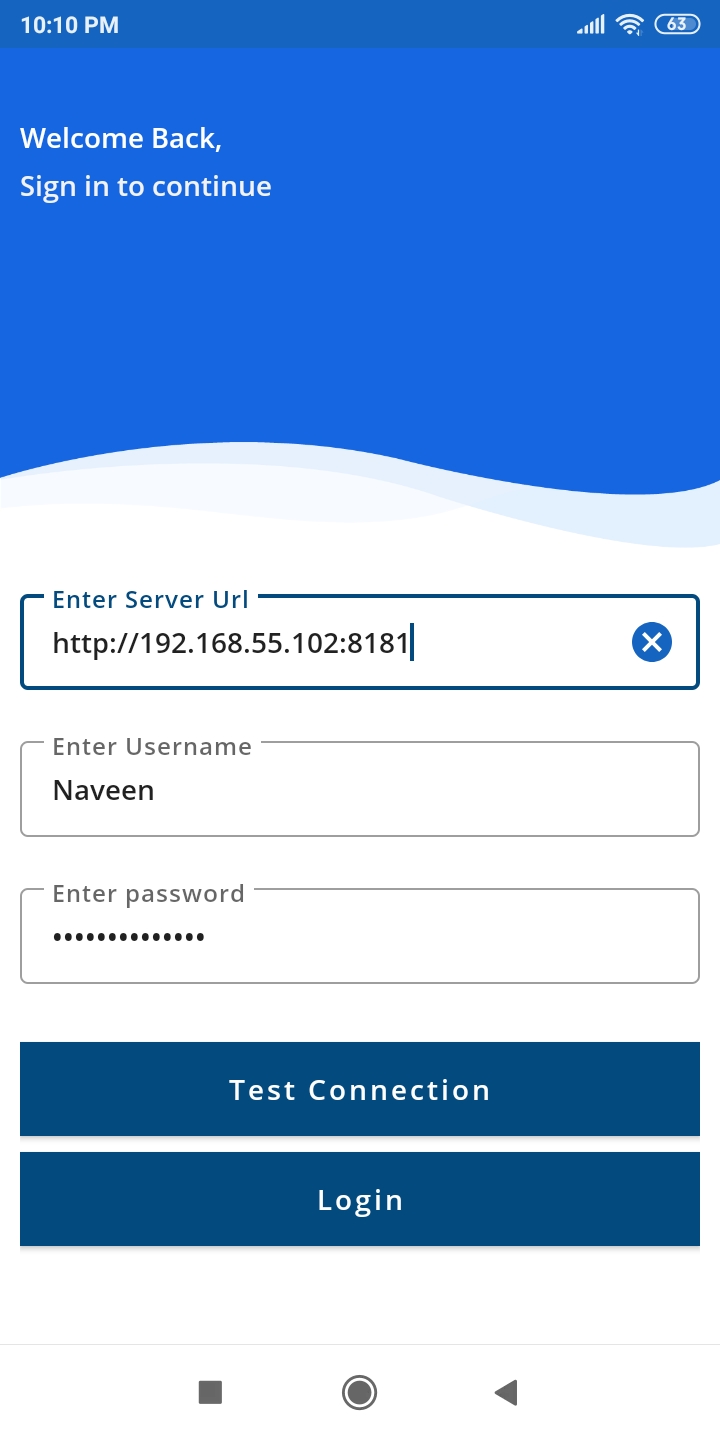 10:10 PM
63
Welcome Back,
Sign in to continue
Enter Server Url
http://192.168.55.102:8181
Enter Username
Naveen
Enter password
••••••••••••••
Test Connection
Login